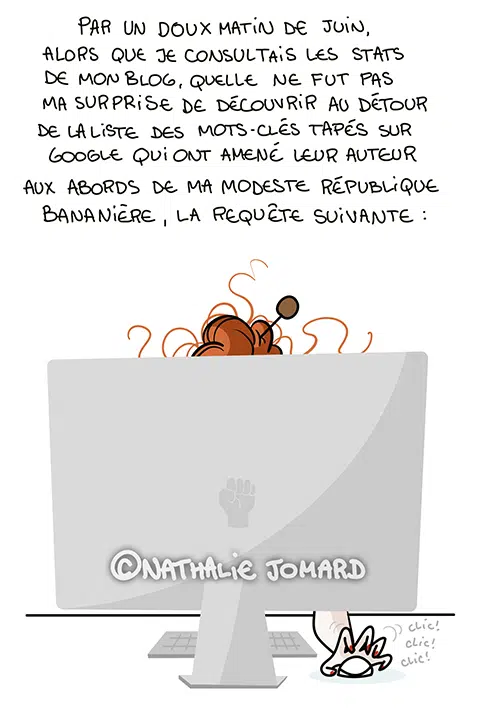 PAR UN DOUX MATIN DE JUIN,
ALORS QUE JE CONSULTAIS LES STATS
DE MON BLOG, QUELLE NE FUT PAS
MA SURPRISE DE DÉCOUVRIR AU DÉTOUR
DE LA LISTE DES MOTS-CLÉS TAPÉS SUR
GOOGLE QUI ONT AMENÉ LEUR AUTEUR
AUX ABORDS DE MA MODESTE RÉPUBLIQUE
BANANIÈRE, LA REQUÊTE SUIVANTE :
©NATHALIE JOMARD
CLIC!
CLIC!
CLIC!